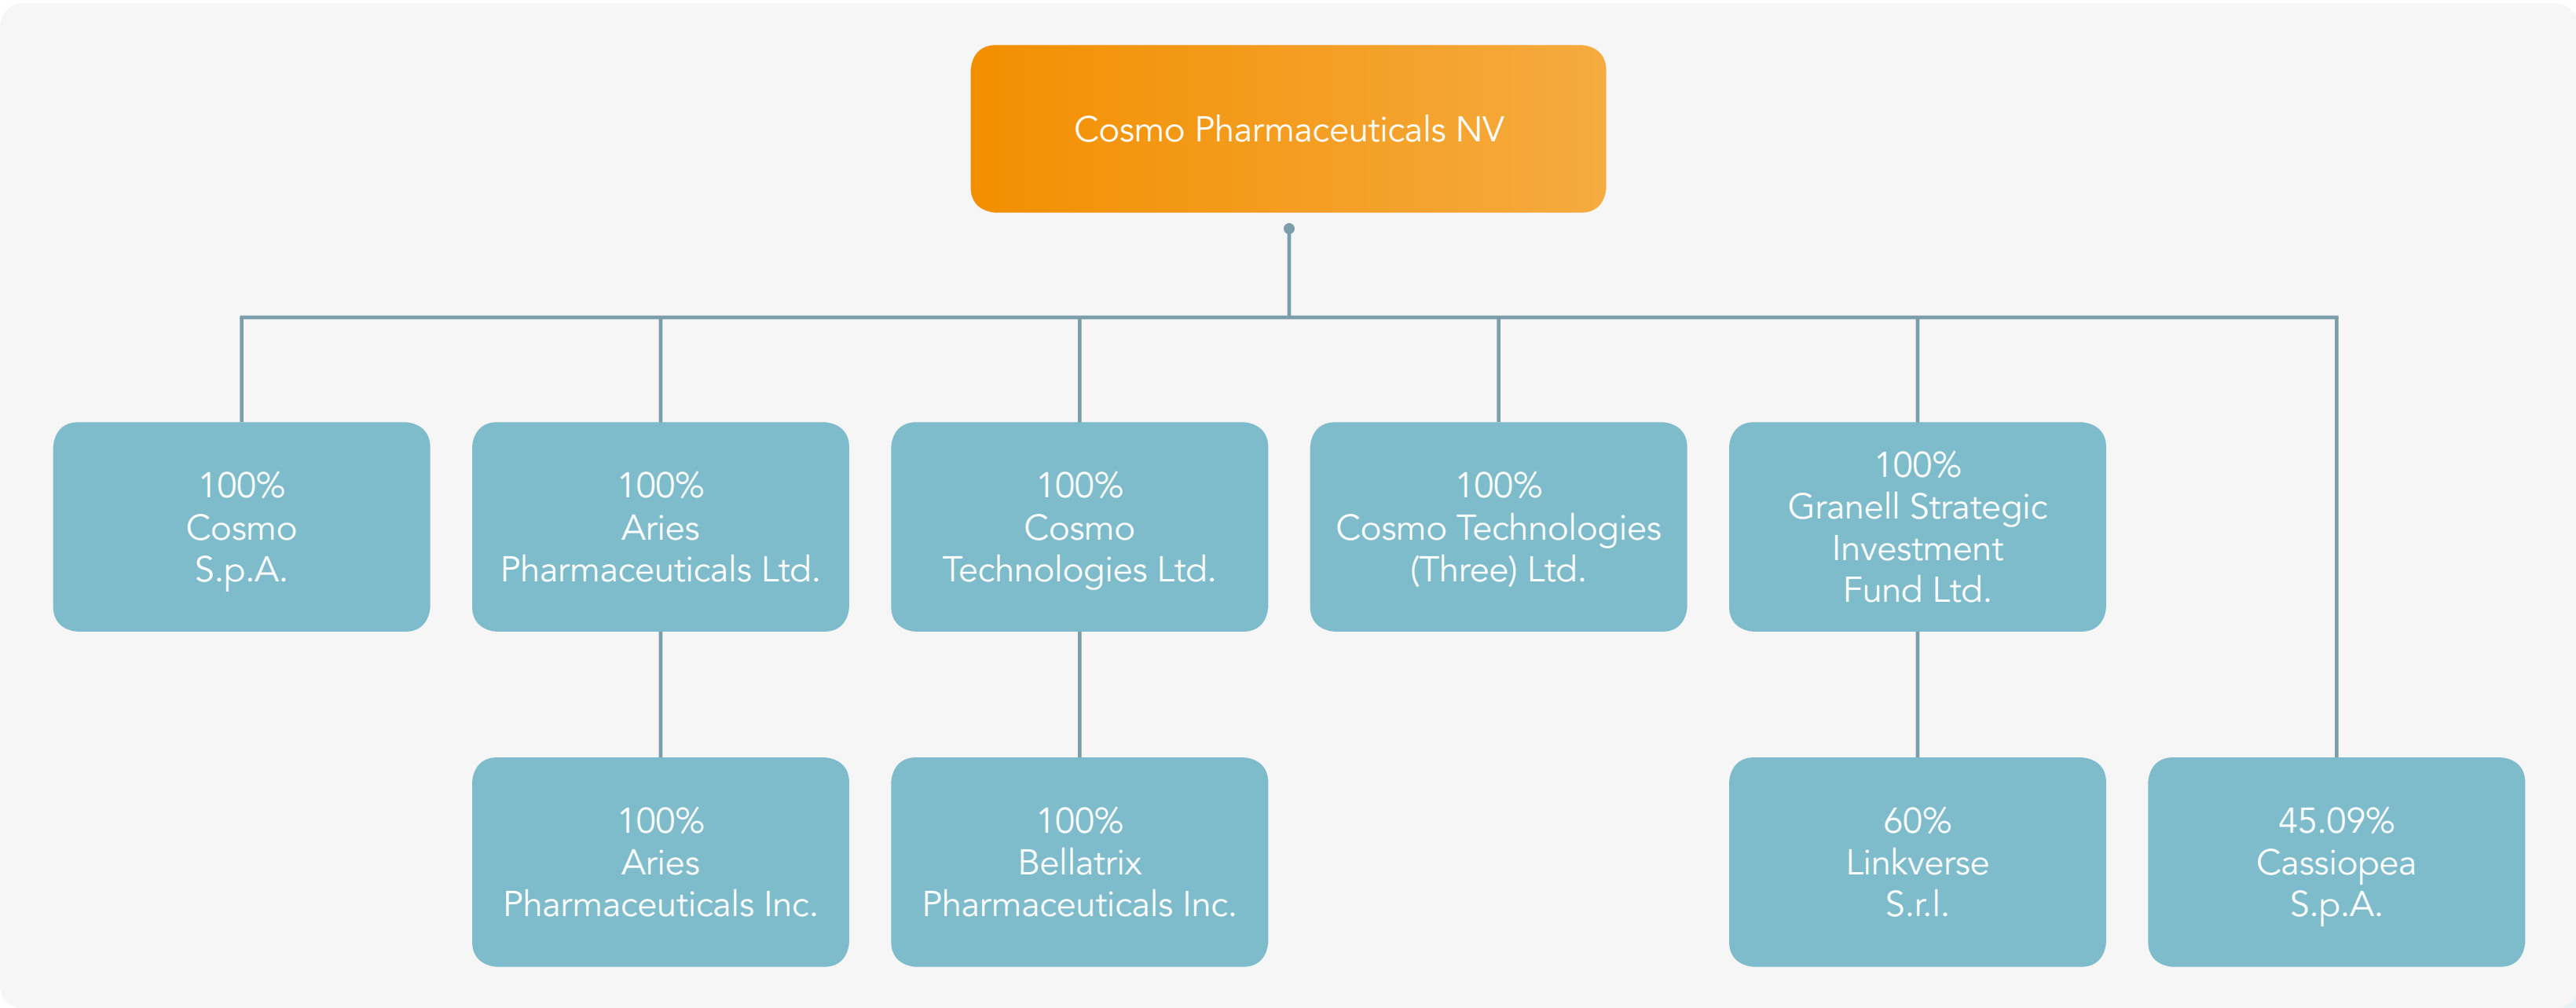 Cosmo Pharmaceuticals NV
100%
Cosmo
S.p.A.
100%
Aries
Pharmaceuticals Ltd.
100%
Cosmo
Technologies Ltd.
100%
Cosmo Technologies
(Three) Ltd.
100%
Granell Strategic
Investment
Fund Ltd.
100%
Aries
Pharmaceuticals Inc.
100%
Bellatrix
Pharmaceuticals Inc.
60%
Linkverse
S.r.l.
45.09%
Cassiopea
S.p.A.